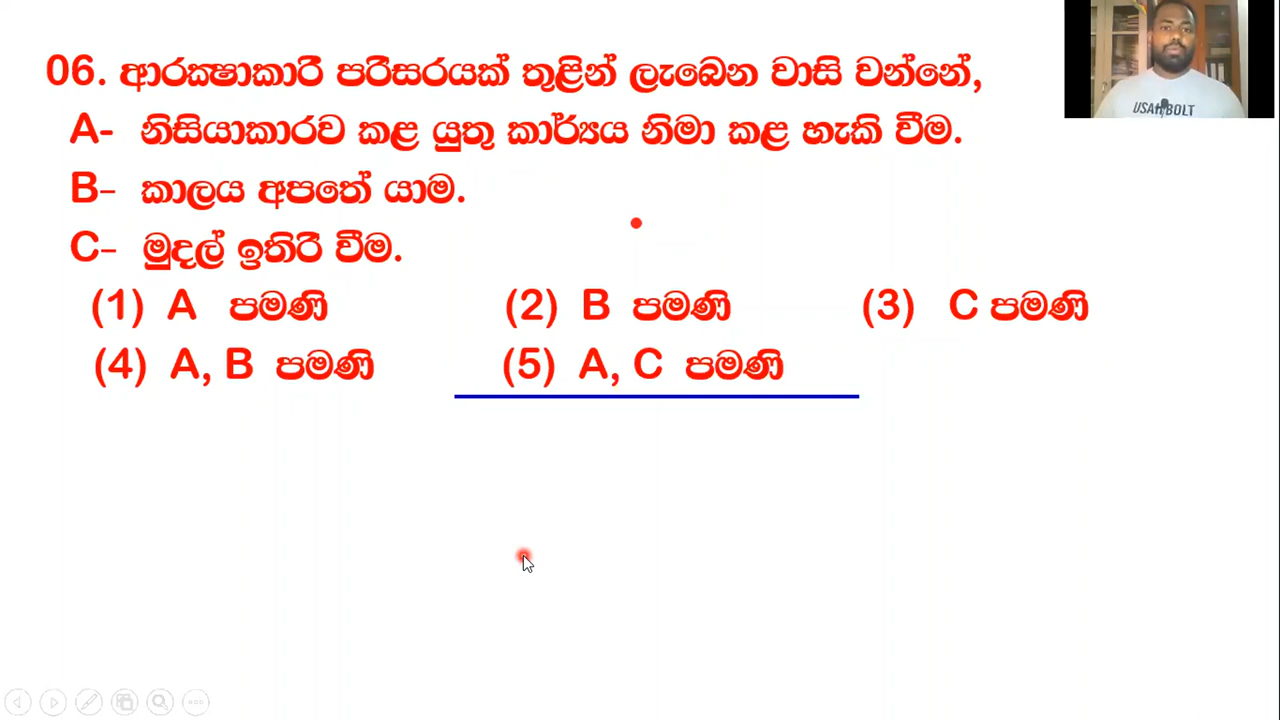 06. ආරක්‍ෂාකාරී පරිසරයක් තුළින් ලැබෙන වාසි වන්නේ,
A- නිසියාකාරව කළ යුතු කාර්‍යය නිමා කළ හැකි වීම.
B- කාලය අපතේ යාම.
C- මුදල් ඉතිරි වීම.
(1) A පමණි (2) B පමණි (3) C පමණි
(4) A, B පමණි (5) A, C පමණි
USAIN BOLT